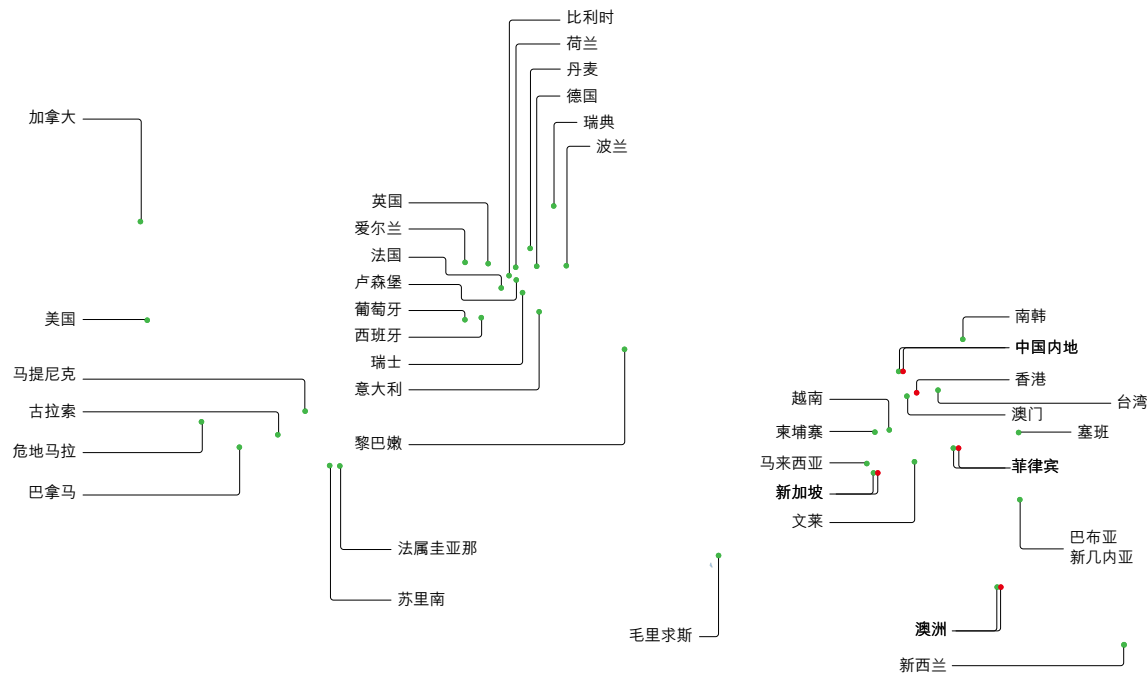 比利时
荷兰
丹麦
德国
瑞典
波兰
加拿大
英国
爱尔兰
法国
卢森堡
葡萄牙
西班牙
瑞士
意大利
黎巴嫩
美国
马提尼克
古拉索
危地马拉
巴拿马
法属圭亚那
苏里南
毛里求斯
南韩
中国内地
香港
台湾
澳门
塞班
菲律宾
越南
柬埔寨
马来西亚
新加坡
文莱
巴布亚
新几内亚
澳洲
新西兰